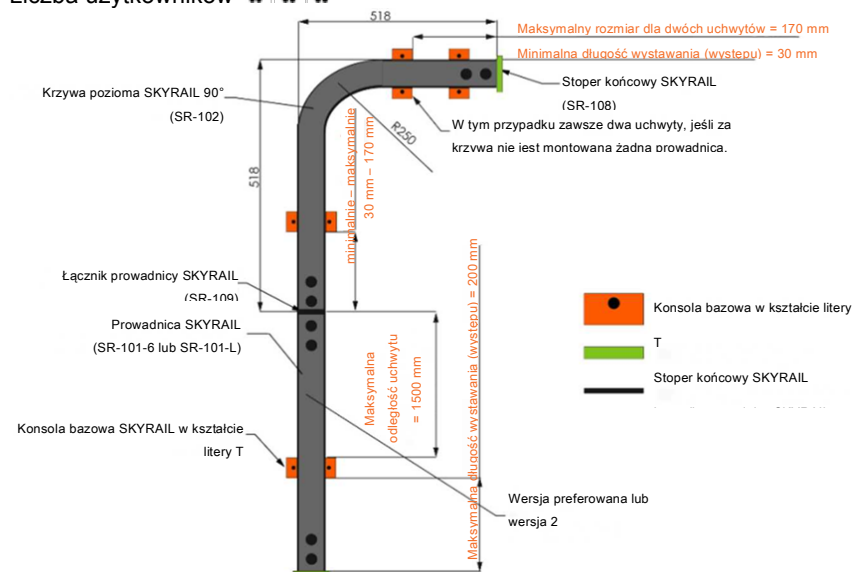 Liczba użytkowników
518
Maksymalny rozmiar dla dwóch uchwytów = 170 mm
Minimalna długość wystawania (występu) = 30 mm
Stoper końcowy SKYRAIL
(SR-108)
Krzywa pozioma SKYRAIL 90°
(SR-102)
W tym przypadku zawsze dwa uchwyty, jeśli za
krzywa nie jest montowana żadna prowadnica.
R250
518
minimalnie – maksymalnie
30 mm – 170 mm
Łącznik prowadnicy SKYRAIL
(SR-109)
Prowadnica SKYRAIL
(SR-101-6 lub SR-101-L)
Maksymalna
odległość uchwytu
= 1500 mm
Maksymalna długość wystawania (występu) = 200 mm
Konsola bazowa SKYRAIL w kształcie
litery T
Wersja preferowana lub
wersja 2
Konsola bazowa w kształcie litery
T
Stoper końcowy SKYRAIL